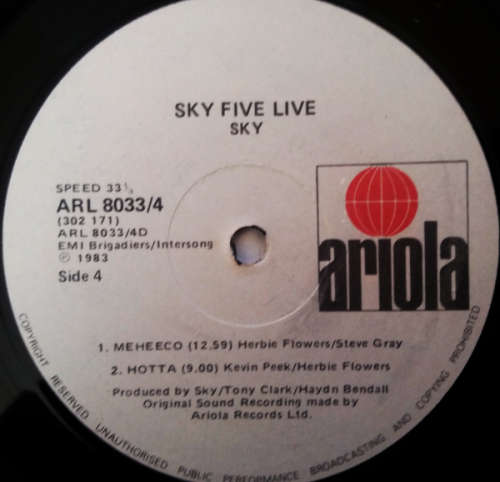 SKY FIVE LIVE
SKY
SPEED 33⅓
ARL 8033/4
(302 171)
ARL 8033/4D
EMI Brigadiers/Intersong
℗ 1983
Side 4
ariola
1. MEHEECO (12.59) Herbie Flowers/Steve Gray
2. HOTTA (9.00) Kevin Peek/Herbie Flowers
Produced by Sky/Tony Clark/Haydn Bendall
Original Sound Recording made by
Ariola Records Ltd.
COPYRIGHT RESERVED UNAUTHORISED PUBLIC PERFORMANCE BROADCASTING AND COPYING PROHIBITED